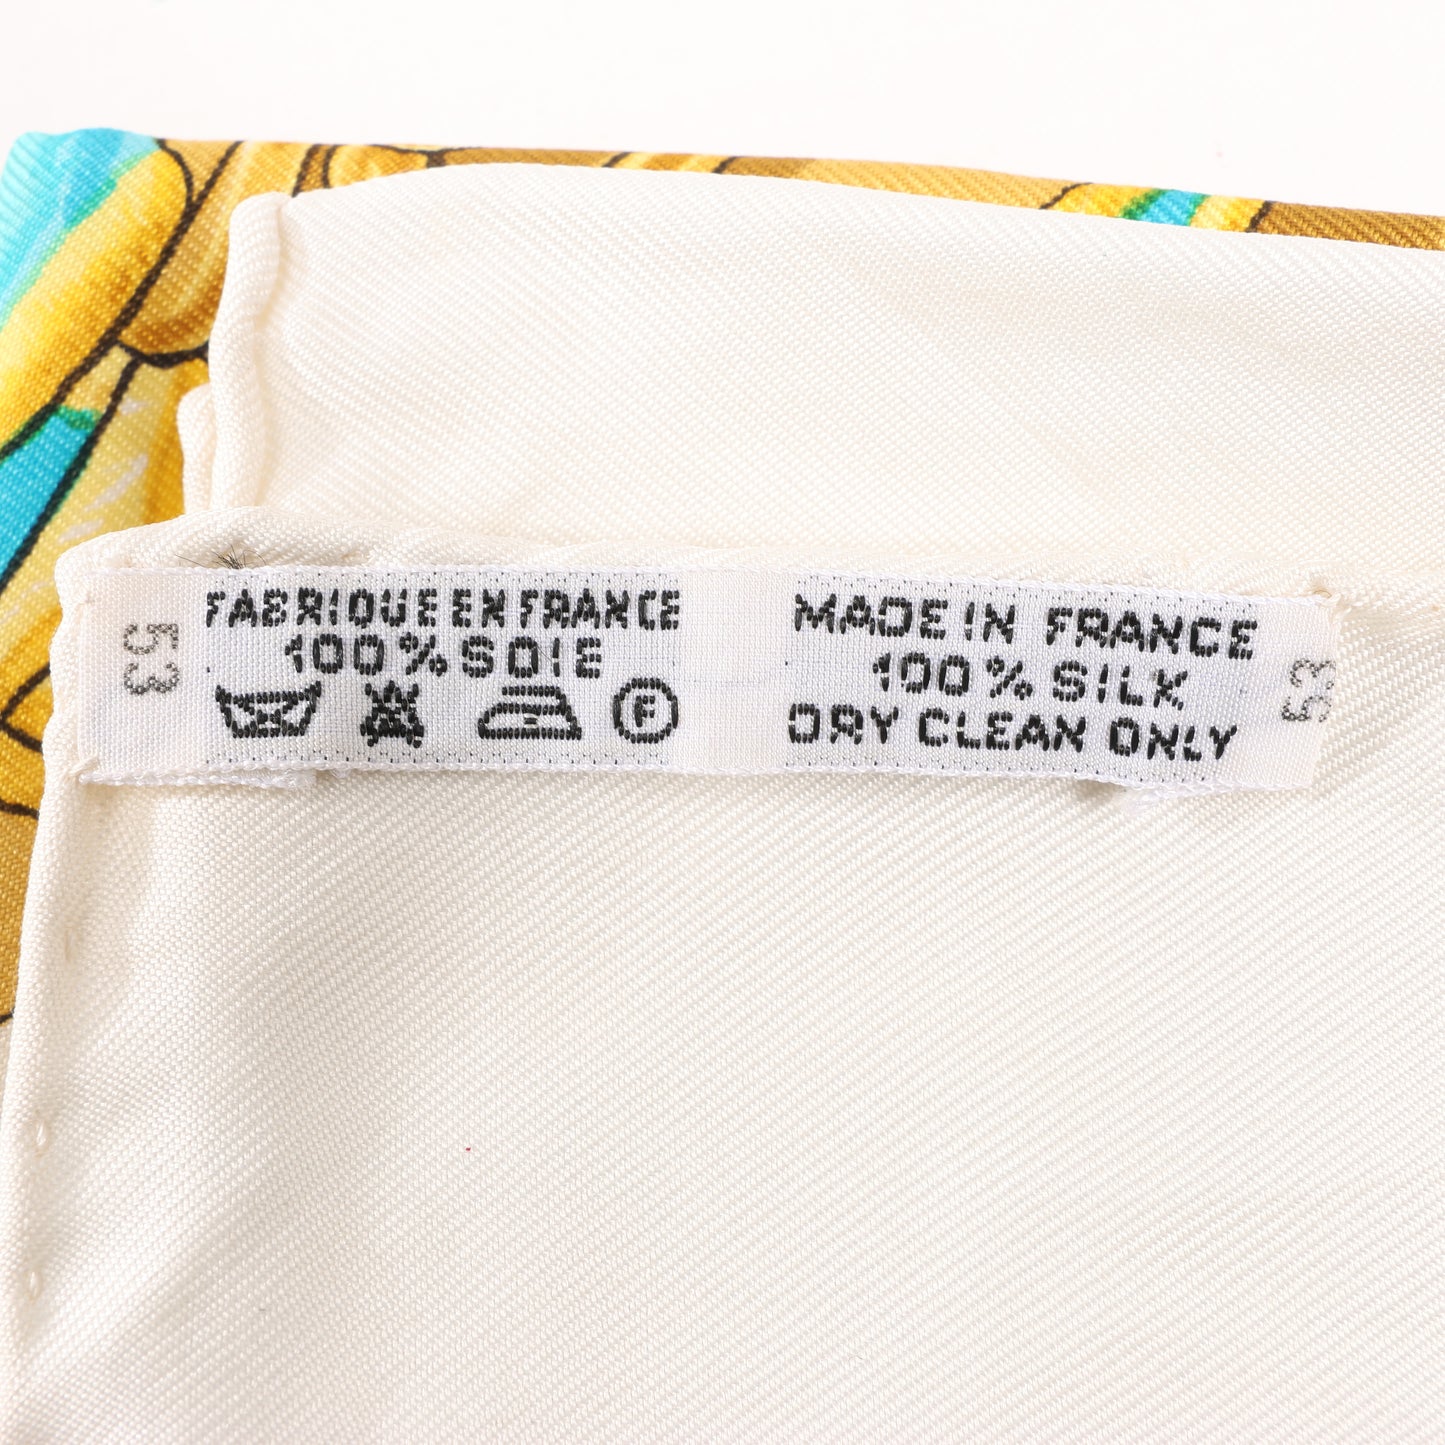 53
FABRIQUE EN FRANCE
100% SOIE
F
MADE IN FRANCE
100% SILK
DRY CLEAN ONLY
53